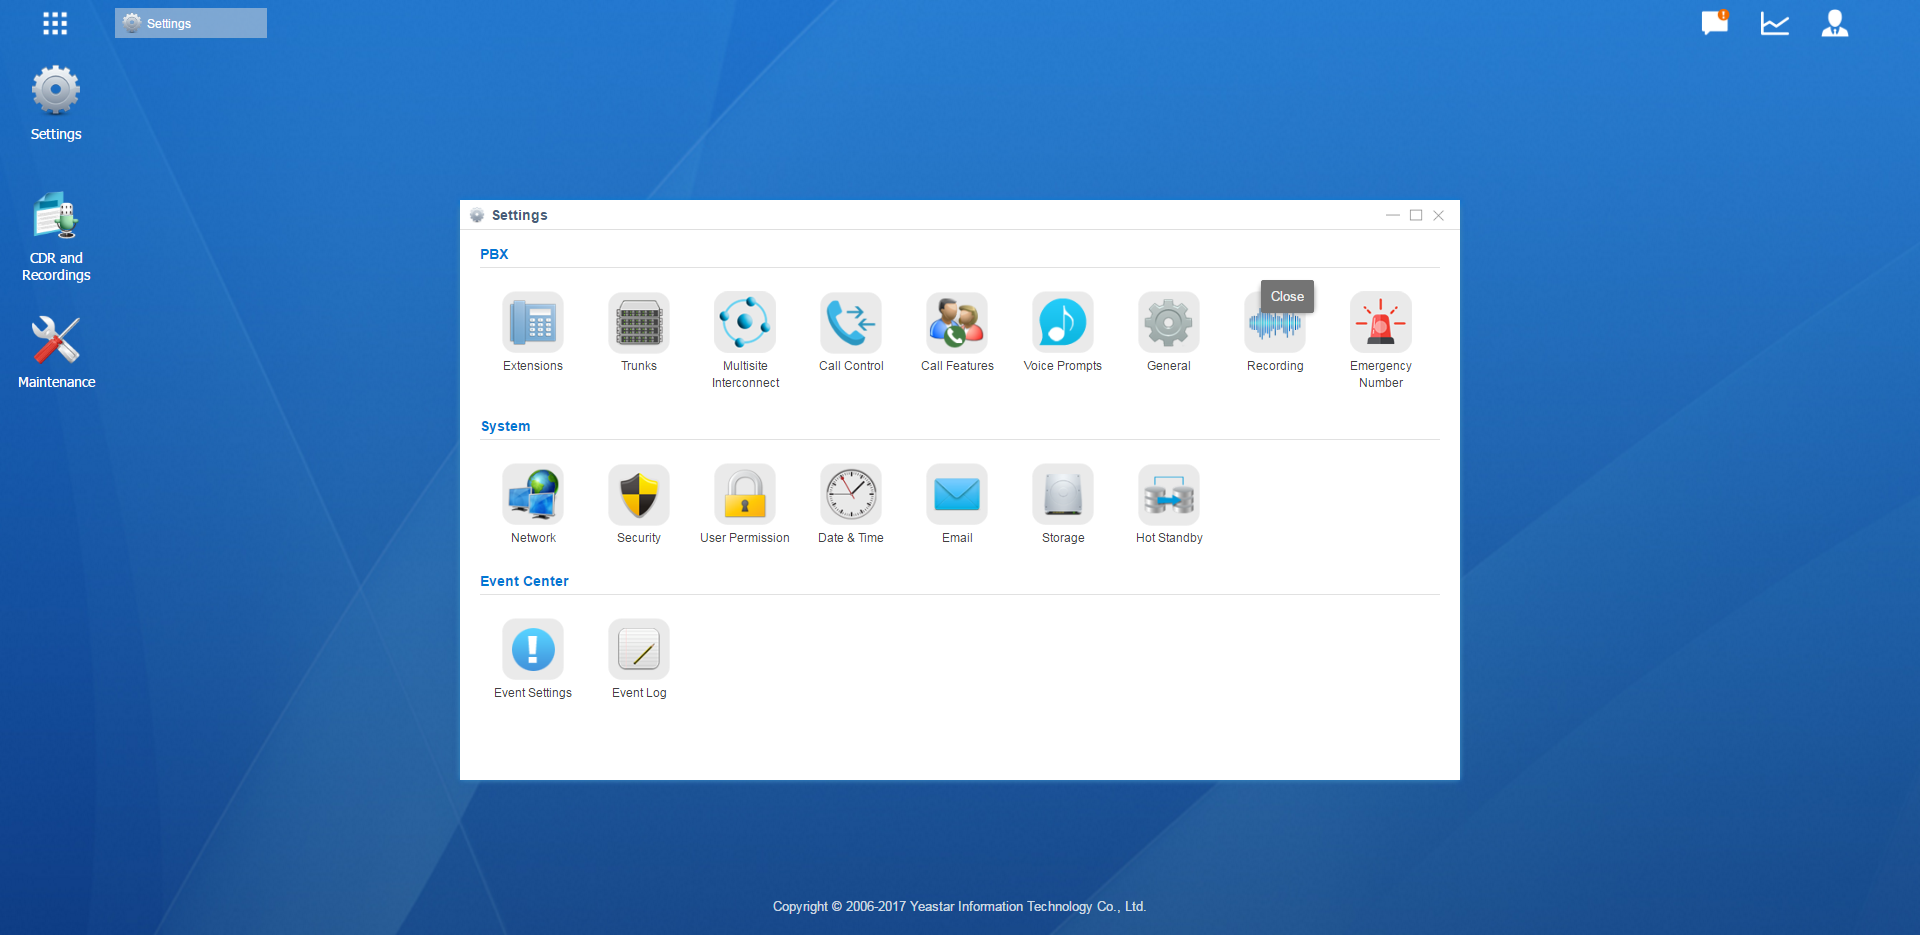 Settings
Settings
CDR and
Recordings
Maintenance
Settings
PBX
Close
Extensions
Trunks
Multisite
Interconnect
Call Control
Call Features
Voice Prompts
General
Recording
Emergency
Number
System
Network
Security
User Permission
Date & Time
Email
Storage
Hot Standby
Event Center
Event Settings
Event Log
Copyright © 2006-2017 Yeastar Information Technology Co., Ltd.